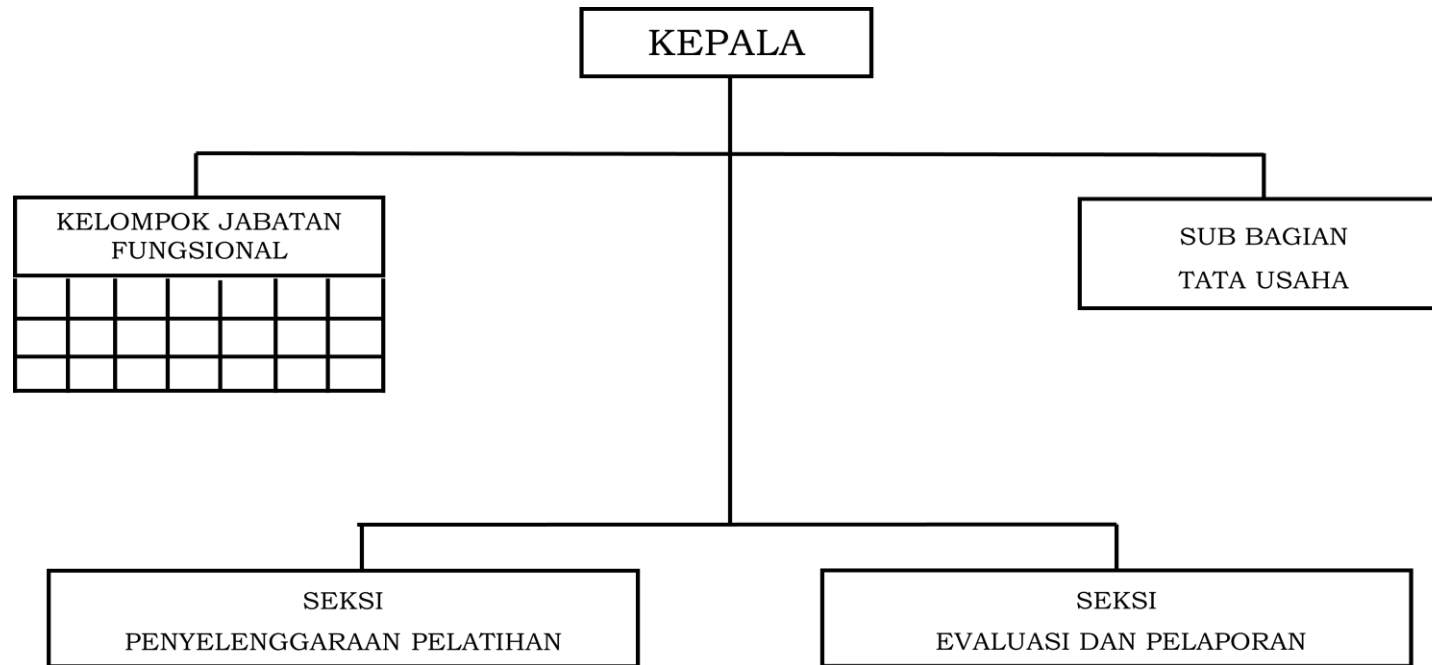 KEPALA
KELOMPOK JABATAN
FUNGSIONAL
SUB BAGIAN
TATA USAHA
SEKSI
PENYELENGGARAAN PELATIHAN
SEKSI
EVALUASI DAN PELAPORAN